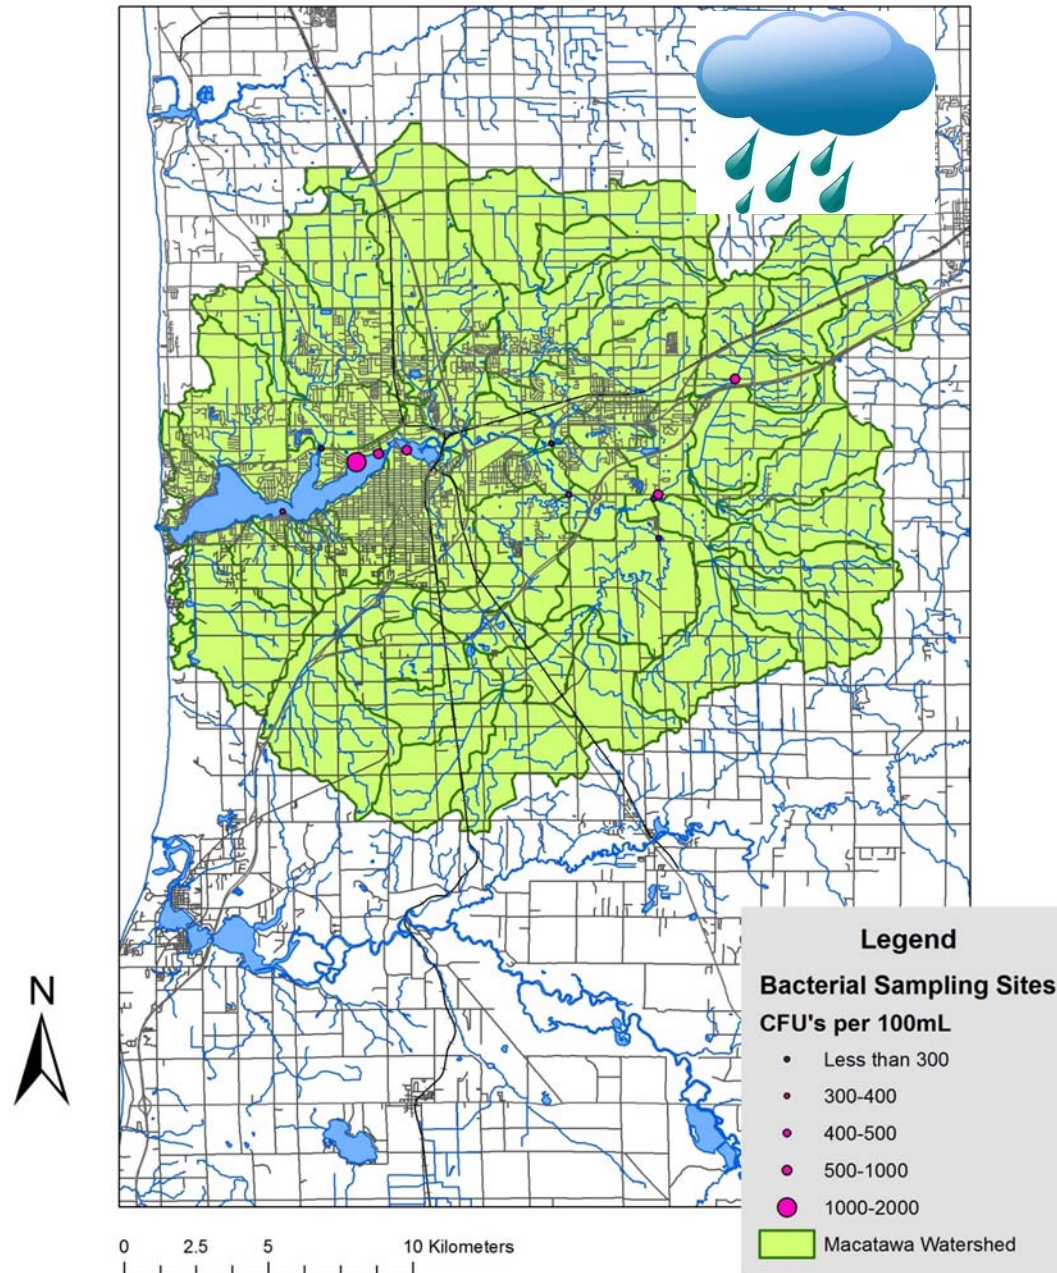 N
0 2.5 5 10 Kilometers
Legend
Bacterial Sampling Sites
CFU's per 100mL
Less than 300
300-400
400-500
500-1000
1000-2000
Macatawa Watershed